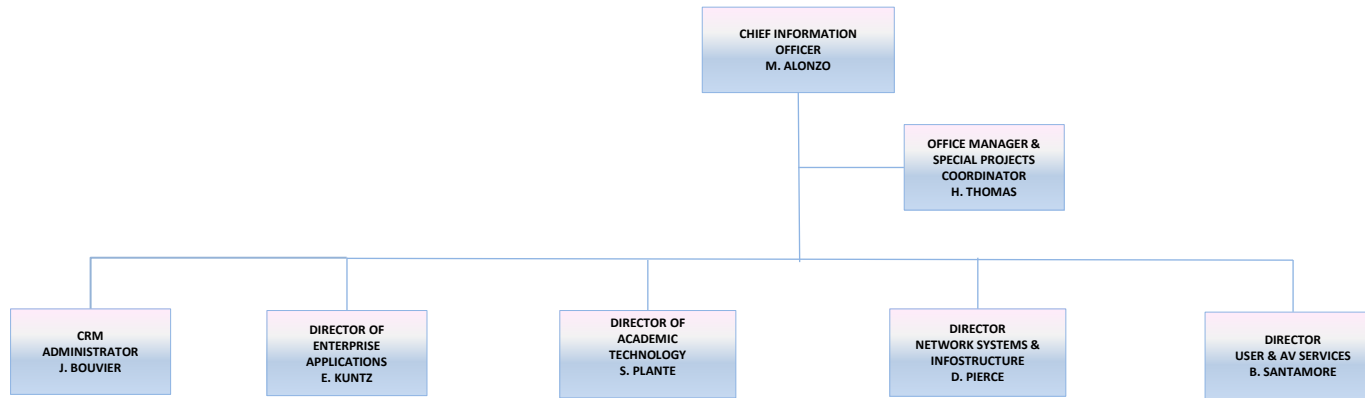 CHIEF INFORMATION
OFFICER
M. ALONZO
OFFICE MANAGER &
SPECIAL PROJECTS
COORDINATOR
H. THOMAS
CRM
ADMINISTRATOR
J. BOUVIER
DIRECTOR OF
ENTERPRISE
APPLICATIONS
E. KUNTZ
DIRECTOR OF
ACADEMIC
TECHNOLOGY
S. PLANTE
DIRECTOR
NETWORK SYSTEMS &
INFOSTRUCTURE
D. PIERCE
DIRECTOR
USER & AV SERVICES
B. SANTAMORE